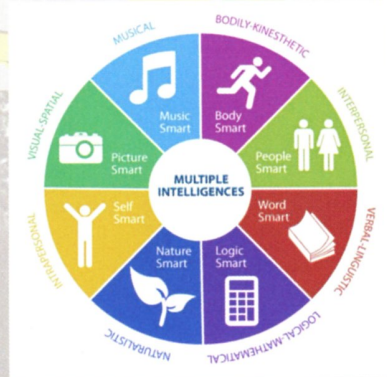 MUSICAL
BODILY-KINESTHETIC
INTERPERSONAL
VERBAL-LINGUISTIC
LOGICAL-MATHEMATICAL
NATURALISTIC
INTRAPERSONAL
VISUAL-SPATIAL
Music
Smart
Body
Smart
People
Smart
Word
Smart
Logic
Smart
Nature
Smart
Self
Smart
Picture
Smart
MULTIPLE
INTELLIGENCES